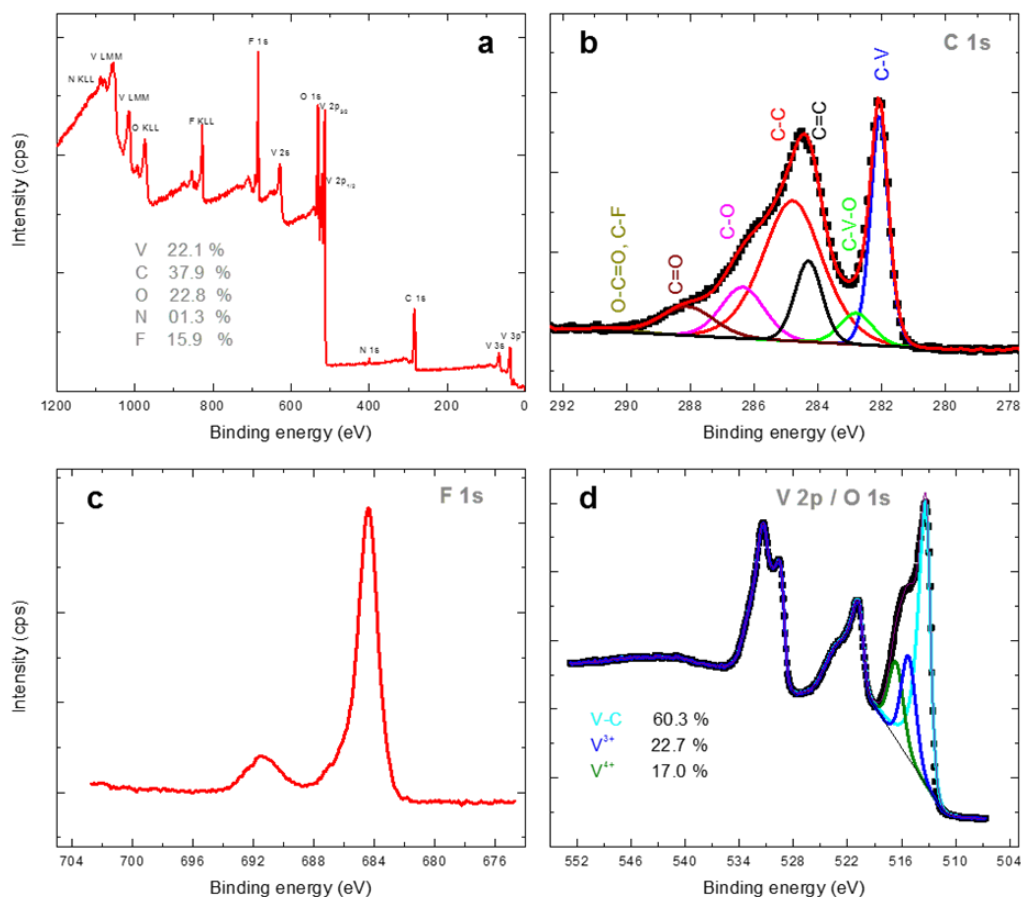 a
N KLL
V LMM
V LMM
O KLL
F KLL
F 1s
V 2s
O 1s
V 2p3/2
V 2p1/2
N 1s
C 1s
V 3s
V 3p
V 22.1 %
C 37.9 %
O 22.8 %
N 01.3 %
F 15.9 %
Intensity (cps)
1200 1000 800 600 400 200 0
Binding energy (eV)
b
C 1s
O-C=O, C-F
C=O
C-O
C-C
C=C
C-V-O
C-V
292 290 288 286 284 282 280 278
Binding energy (eV)
c
F 1s
Intensity (cps)
704 700 696 692 688 684 680 676
Binding energy (eV)
d
V 2p / O 1s
V-C 60.3 %
V3+ 22.7 %
V4+ 17.0 %
552 546 540 534 528 522 516 510 504
Binding energy (eV)